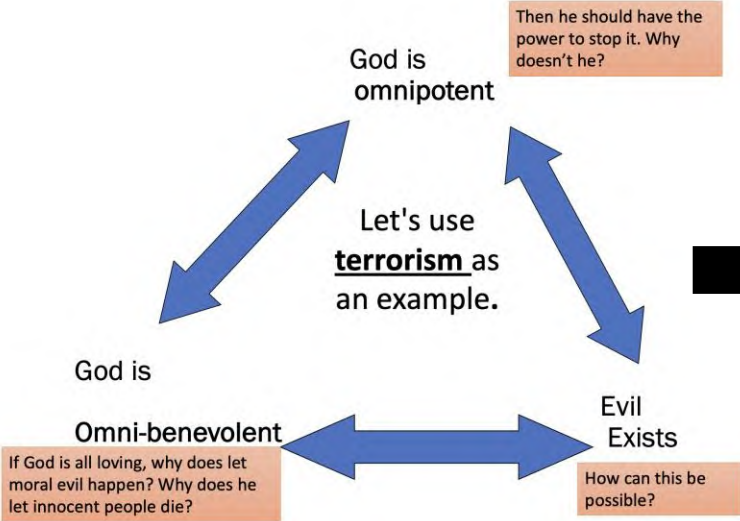 Then he should have the
power to stop it. Why
doesn't he?
God is
omnipotent
Let's use
terrorism as
an example.
God is
Omni-benevolent
If God is all loving, why does let
moral evil happen? Why does he
let innocent people die?
Evil
Exists
How can this be
possible?